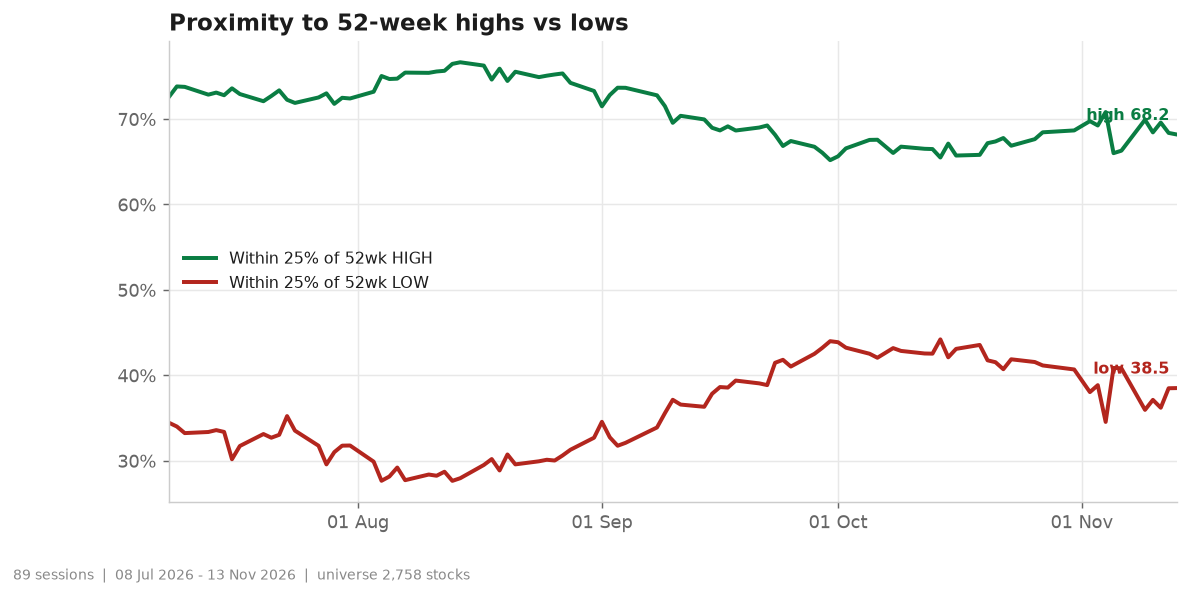 Proximity to 52-week highs vs lows
70%
60%
50%
40%
30%
high 68.2
Within 25% of 52wk HIGH
Within 25% of 52wk LOW
low 38.5
01 Aug
01 Sep
01 Oct
01 Nov
89 sessions | 08 Jul 2026 - 13 Nov 2026 | universe 2,758 stocks